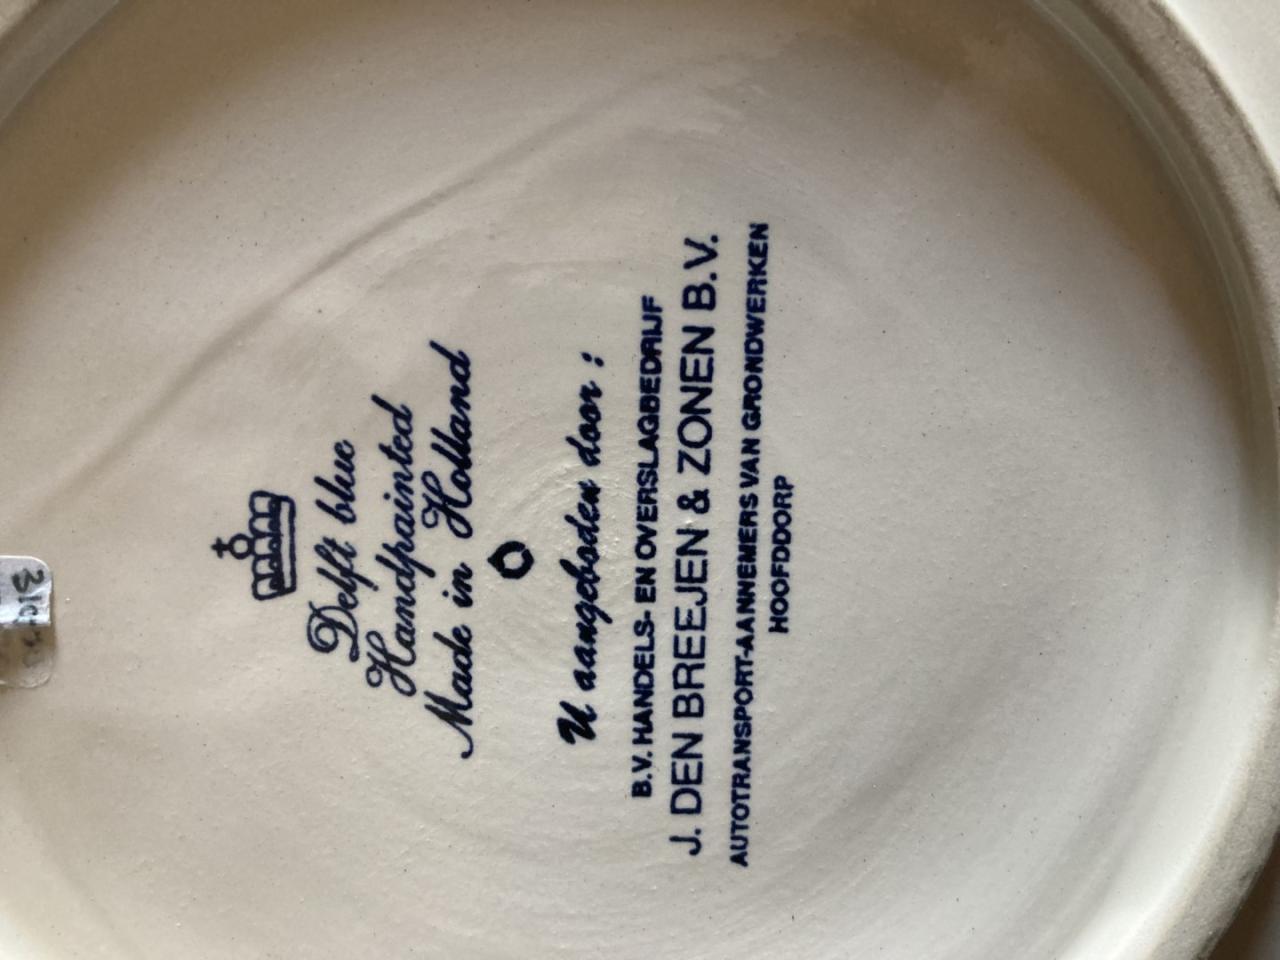 Delft blue
Handpainted
Made in Holland
U aangeboden door :
B.V. HANDELS- EN OVERSLAGBEDRIJF
J. DEN BREEJEN & ZONEN B.V.
AUTOTRANSPORT-AANNEMERS VAN GRONDWERKEN
HOOFDDORP